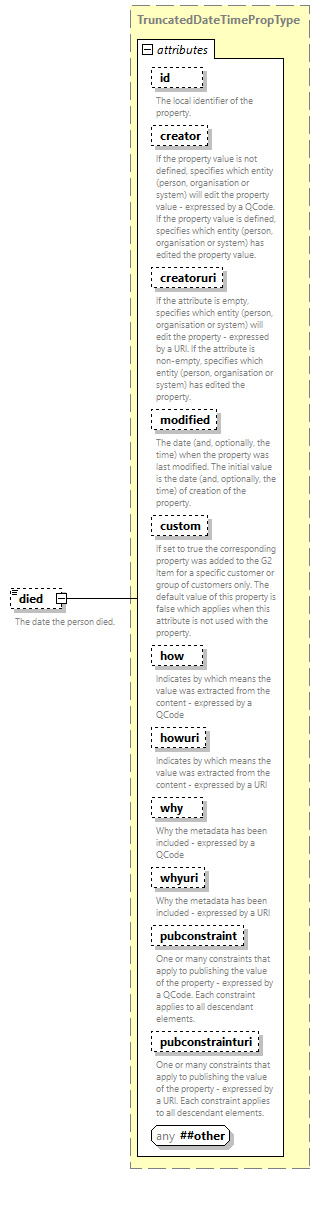 TruncatedDateTimePropType
attributes
id
The local identifier of the
property.
creator
If the property value is not
defined, specifies which entity
(person, organisation or
system) will edit the property
value - expressed by a QCode.
If the property value is defined,
specifies which entity (person,
organisation or system) has
edited the property value.
creatoruri
If the attribute is empty,
specifies which entity (person,
organisation or system) will
edit the property - expressed
by a URI. If the attribute is
non-empty, specifies which
entity (person, organisation or
system) has edited the
property.
modified
The date (and, optionally, the
time) when the property was
last modified. The initial value
is the date (and, optionally, the
time) of creation of the
property.
custom
If set to true the corresponding
property was added to the G2
Item for a specific customer or
group of customers only. The
default value of this property is
false which applies when this
attribute is not used with the
property.
died
The date the person died.
how
Indicates by which means the
value was extracted from the
content - expressed by a
QCode
howuri
Indicates by which means the
value was extracted from the
content - expressed by a URI
why
Why the metadata has been
included - expressed by a
QCode
whyuri
Why the metadata has been
included - expressed by a URI
pubconstraint
One or many constraints that
apply to publishing the value
of the property - expressed by
a QCode. Each constraint
applies to all descendant
elements.
pubconstrainturi
One or many constraints that
apply to publishing the value
of the property - expressed by
a URI. Each constraint applies
to all descendant elements.
any ##other